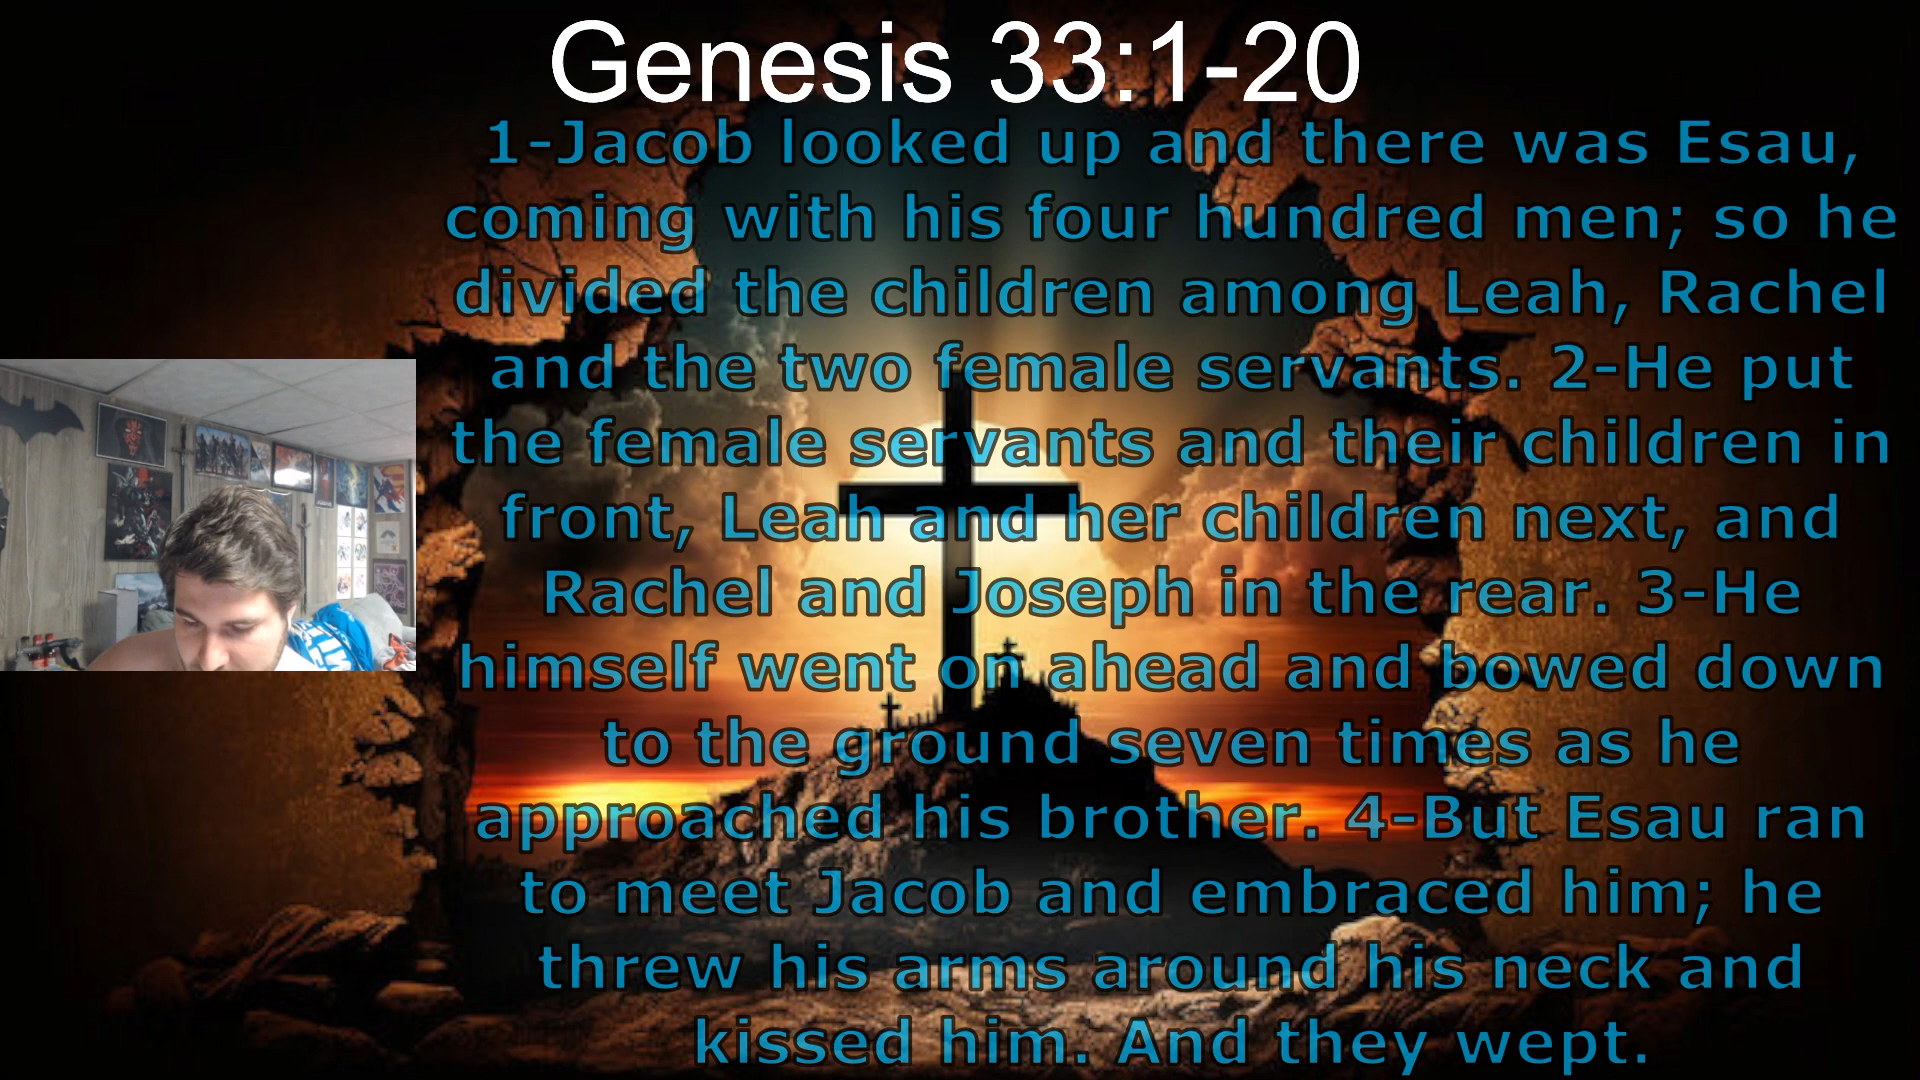 Genesis 33:1-20
1-Jacob looked up and there was Esau,
coming with his four hundred men; so he
divided the children among Leah, Rachel
and the two female servants. 2-He put
the female servants and their children in
front, Leah and her children next, and
Rachel and Joseph in the rear. 3-He
himself went on ahead and bowed down
to the ground seven times as he
approached his brother. 4-But Esau ran
to meet Jacob and embraced him; he
threw his arms around his neck and
kissed him. And they wept.